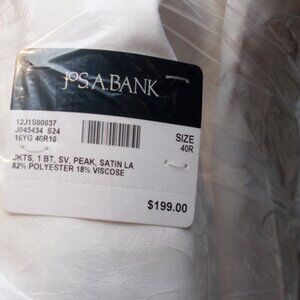 JOS.A.BANK
12J1S00037
J045434 S24
16YG 40R10
SIZE
40R
JKTS, 1 BT, SV, PEAK, SATIN LA
82% POLYESTER 18% VISCOSE
$199.00